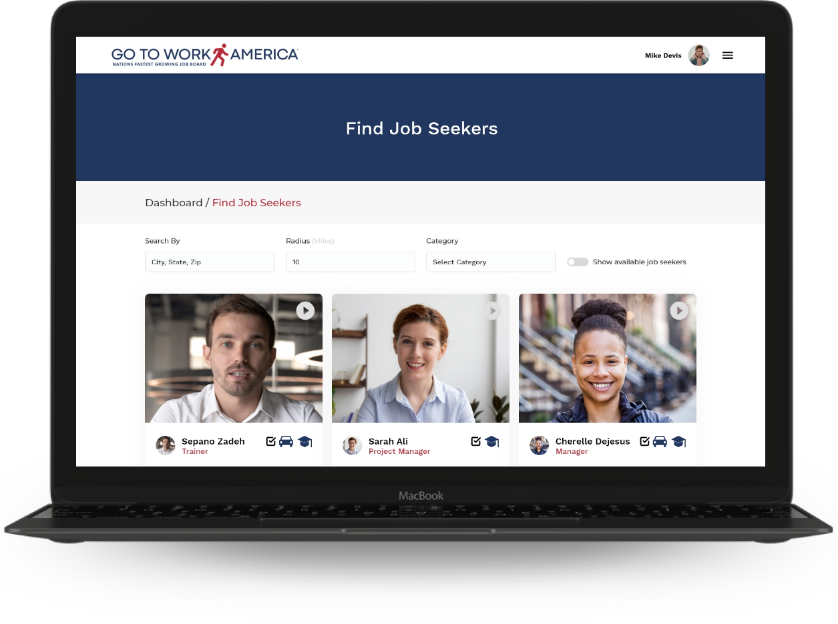 GO TO WORK AMERICA
NATIONS FASTEST GROWING JOB BOARD
Mike Devis
Find Job Seekers
Dashboard / Find Job Seekers
Search By
Radius (Miles)
Category
City, State, Zip
10
Select Category
Show available job seekers
Sepano Zadeh
Trainer
Sarah Ali
Project Manager
Cherelle Dejesus
Manager
MacBook